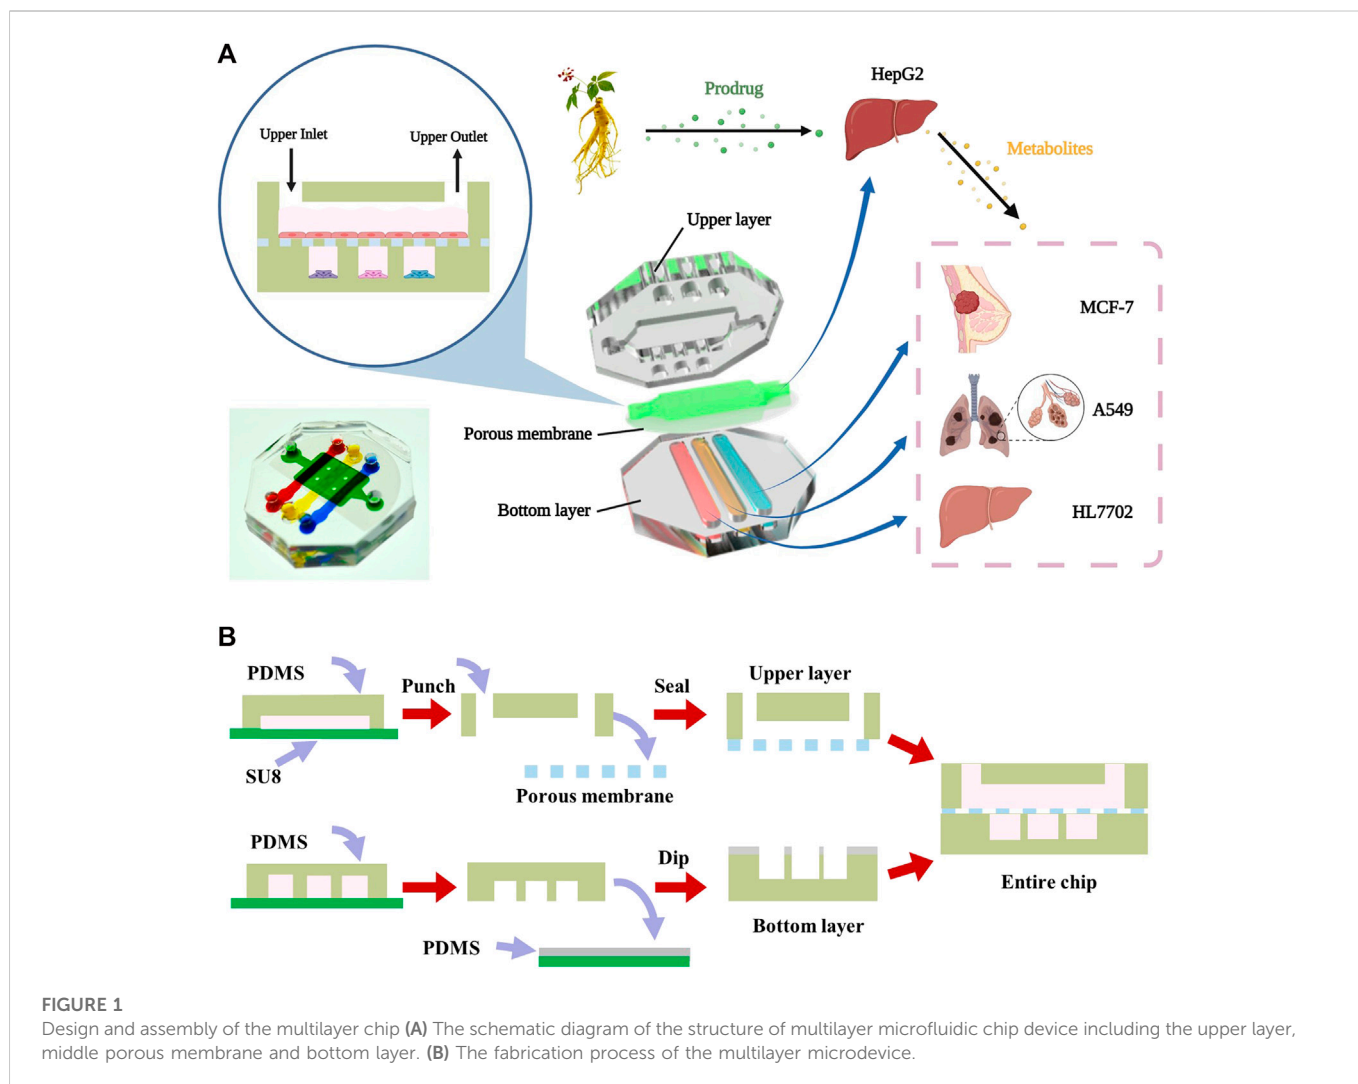 A
Upper Inlet
Upper Outlet
Prodrug
HepG2
Metabolites
Upper layer
Porous membrane
Bottom layer
MCF-7
A549
HL7702
B
PDMS
SU8
Punch
Porous membrane
Seal
Upper layer
PDMS
PDMS
Dip
Bottom layer
Entire chip
FIGURE 1
Design and assembly of the multilayer chip (A) The schematic diagram of the structure of multilayer microfluidic chip device including the upper layer,
middle porous membrane and bottom layer. (B) The fabrication process of the multilayer microdevice.